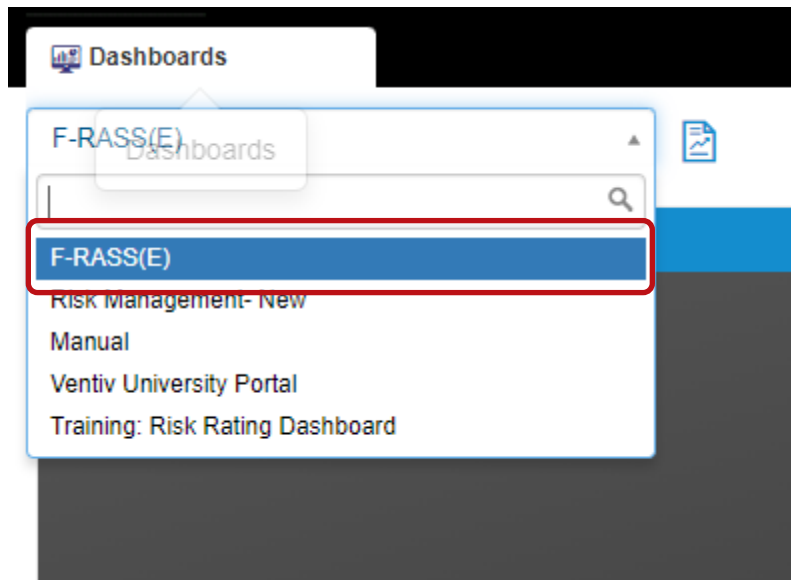 Dashboards
F-RASS(E)
Dashboards
F-RASS(E)
Risk Management- New
Manual
Ventiv University Portal
Training: Risk Rating Dashboard